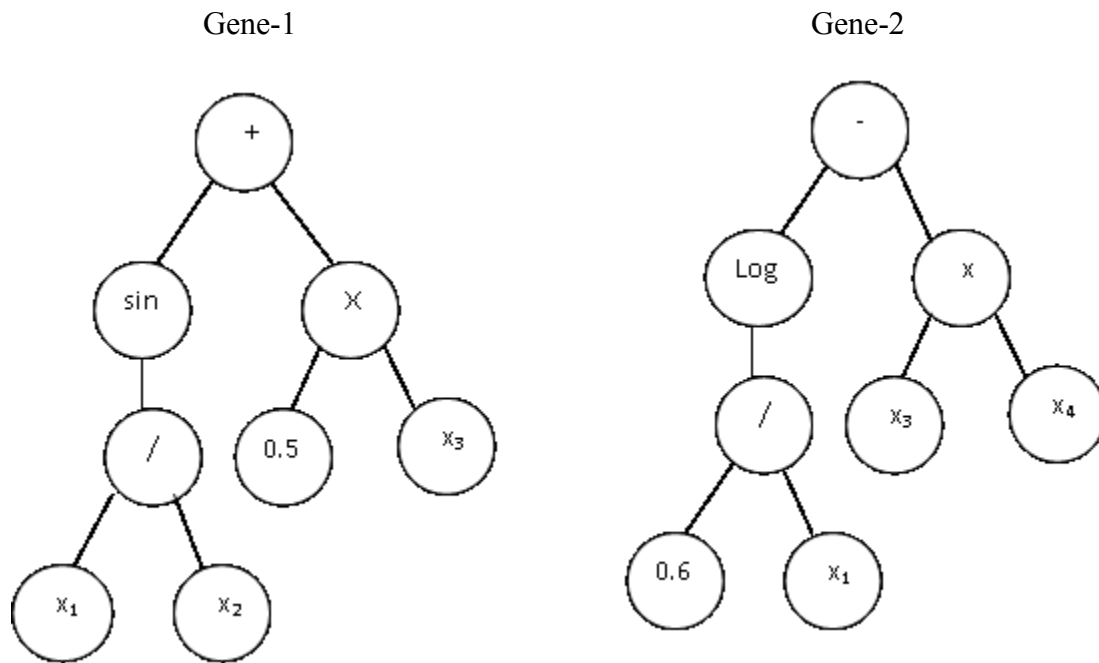 Gene-1 Gene-2
+ -
sin X Log x
/ 0.5 x₃ / x₃ x₄
x₁ x₂ 0.6 x₁